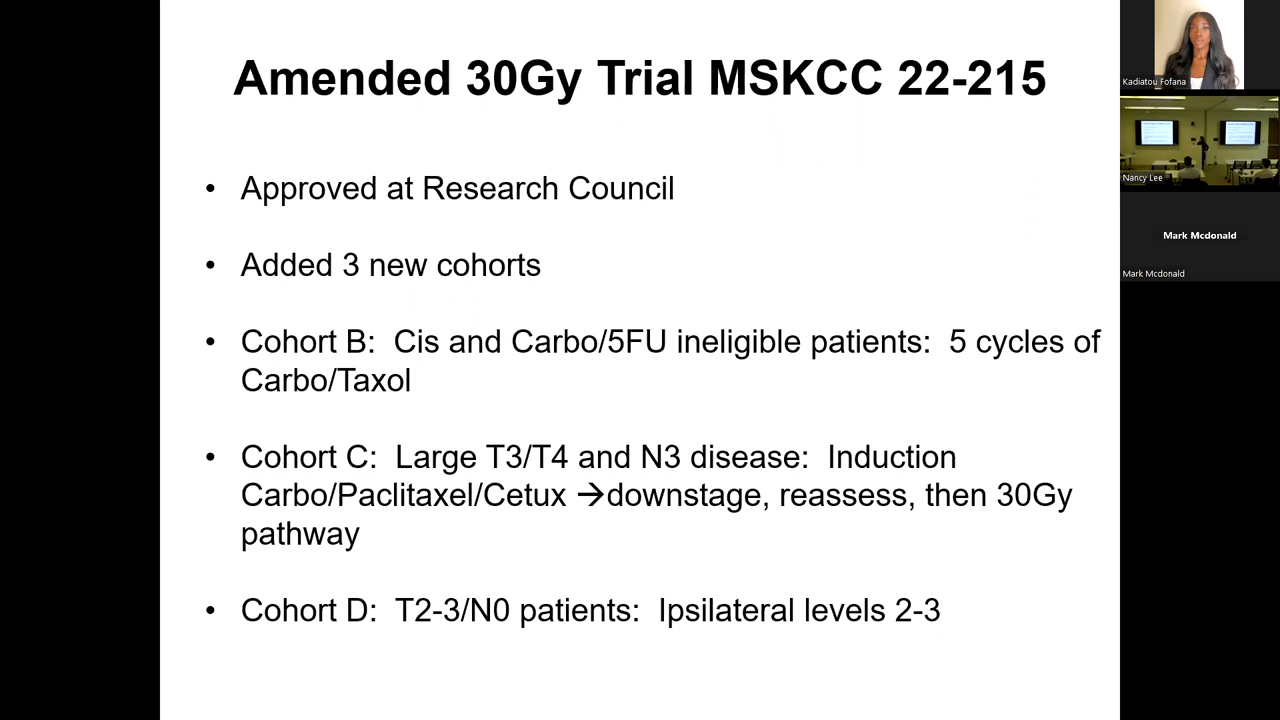 Amended 30Gy Trial MSKCC 22-215
• Approved at Research Council
• Added 3 new cohorts
• Cohort B: Cis and Carbo/5FU ineligible patients: 5 cycles of
Carbo/Taxol
• Cohort C: Large T3/T4 and N3 disease: Induction
Carbo/Paclitaxel/Cetux →downstage, reassess, then 30Gy
pathway
• Cohort D: T2-3/N0 patients: Ipsilateral levels 2-3
Kadiatou Fofana
Nancy Lee
Mark Mcdonald
Mark Mcdonald